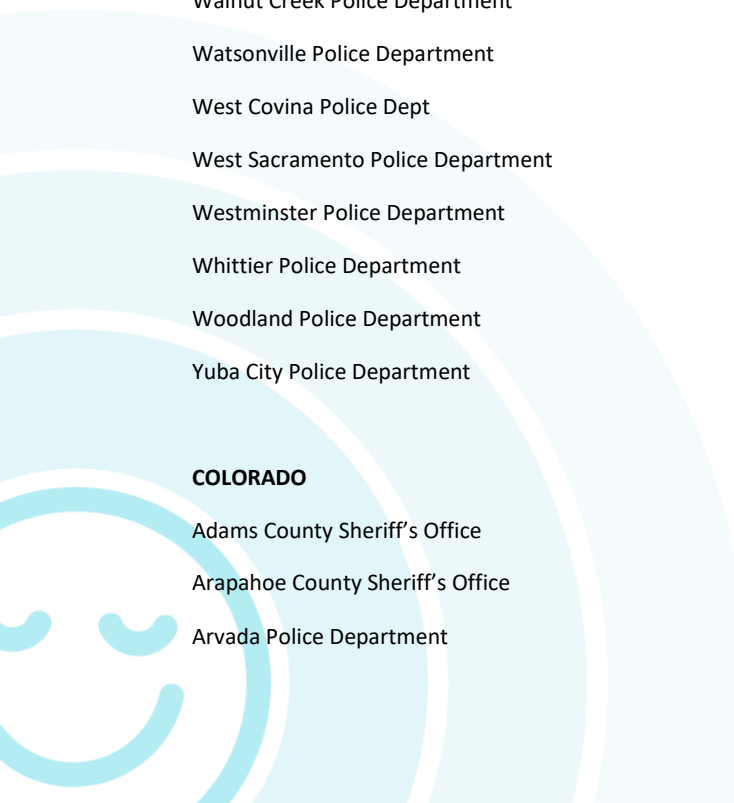 Walnut Creek Police Department
Watsonville Police Department
West Covina Police Dept
West Sacramento Police Department
Westminster Police Department
Whittier Police Department
Woodland Police Department
Yuba City Police Department
COLORADO
Adams County Sheriff’s Office
Arapahoe County Sheriff’s Office
Arvada Police Department